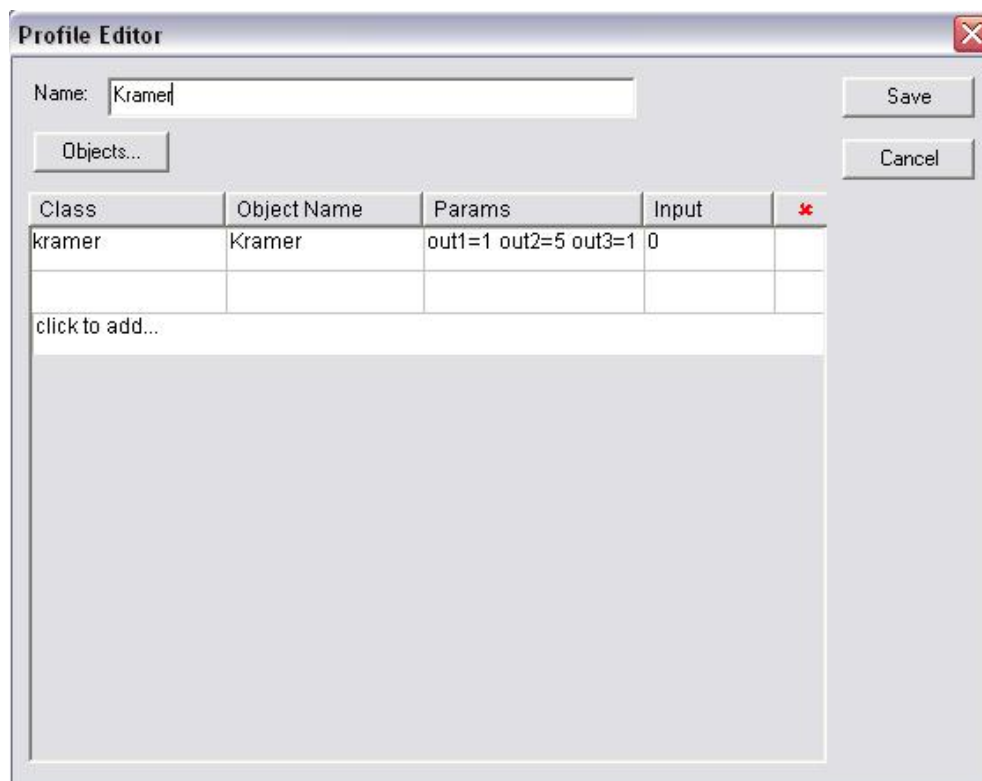 Profile Editor
Name: Kramer
Save
Objects...
Cancel
Class Object Name Params Input
kramer Kramer out1=1 out2=5 out3=1 0
click to add...